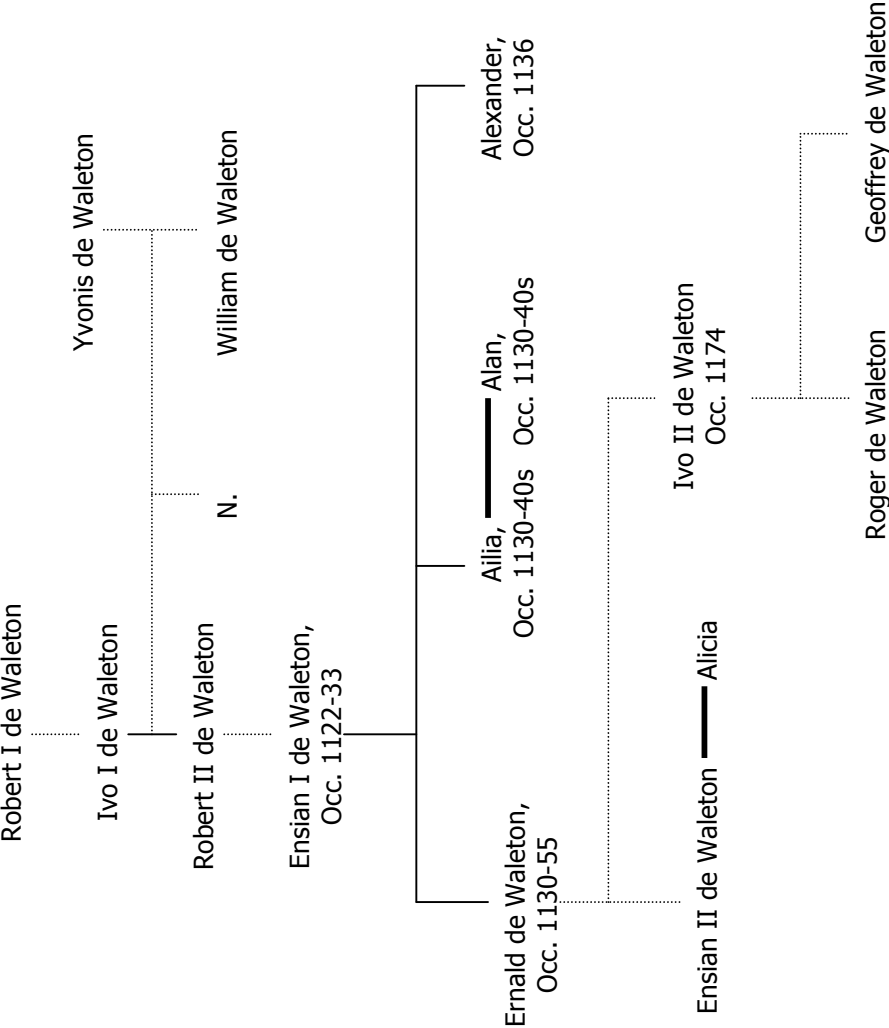 Robert I de Waleton
Ivo I de Waleton
Yvonis de Waleton
Robert II de Waleton
N.
William de Waleton
Ensian I de Waleton,
Occ. 1122-33
Ernald de Waleton,
Occ. 1130-55
Ailia,
Occ. 1130-40s
Alan,
Occ. 1130-40s
Alexander,
Occ. 1136
Ensian II de Waleton
Alicia
Ivo II de Waleton
Occ. 1174
Roger de Waleton
Geoffrey de Waleton